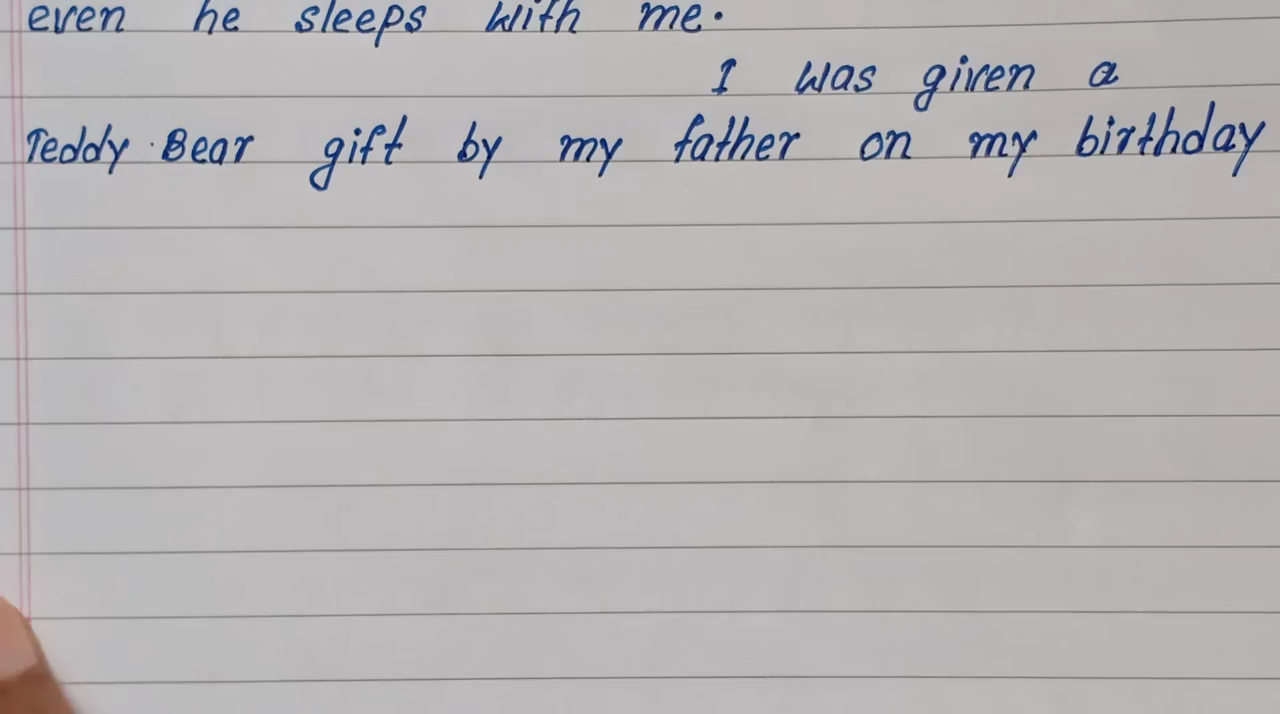 even he sleeps with me.
I was given a
Teddy Bear gift by my father on my birthday